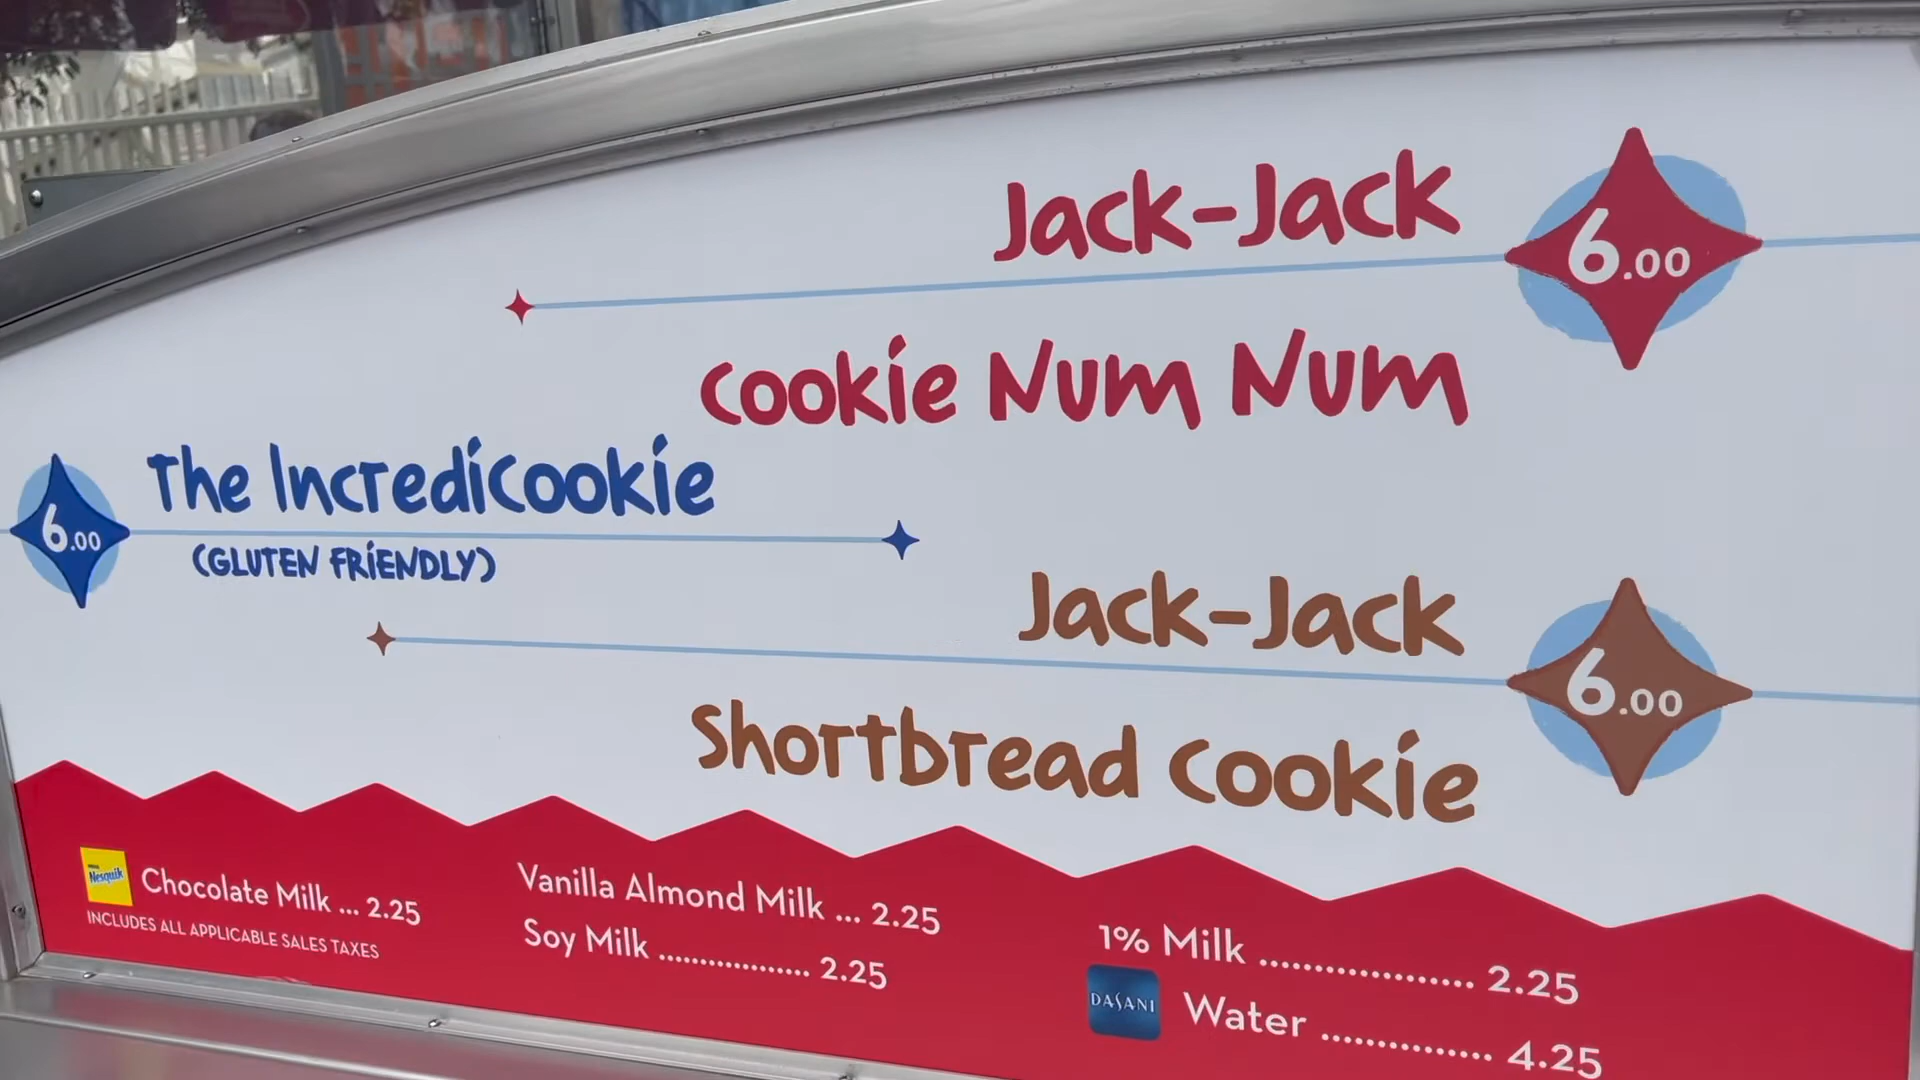 Jack-Jack
6.00
Cookie Num Num
The Incredicookie
6.00
(GLUTEN FRIENDLY)
Jack-Jack
6.00
Shortbread Cookie
Nesquik
Chocolate Milk ... 2.25
INCLUDES ALL APPLICABLE SALES TAXES
Vanilla Almond Milk ... 2.25
Soy Milk .................. 2.25
1% Milk ......................... 2.25
DASANI
Water ................... 4.25